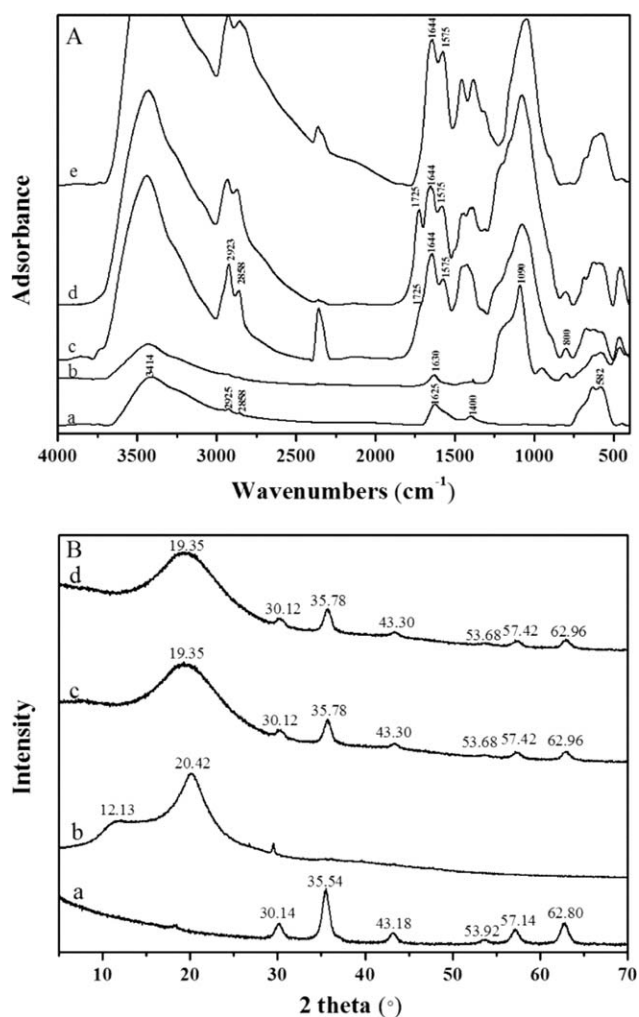 A
1644
1575
e
1725
1644
1575
2923
2858
d
1725
1644
1575
1090
c
800
b
3414
1630
2925
2858
1625
1400
582
a
4000 3500 3000 2500 2000 1500 1000 500
Wavenumbers (cm-1)
Adsorbance
B
19.35
d
30.12 35.78 43.30 53.68 57.42 62.96
19.35
c
30.12 35.78 43.30 53.68 57.42 62.96
20.42
12.13
b
35.54
a
30.14 43.18 53.92 57.14 62.80
10 20 30 40 50 60 70
2 theta (°)
Intensity